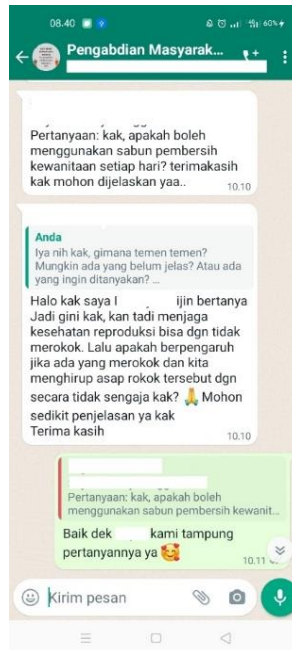 08.40
60%
Pengabdian Masyarak...
Pertanyaan: kak, apakah boleh
menggunakan sabun pembersih
kewanitaan setiap hari? terimakasih
kak mohon dijelaskan yaa..
10.10
Anda
Iya nih kak, gimana temen temen?
Mungkin ada yang belum jelas? Atau ada
yang ingin ditanyakan? ...
Halo kak saya I ijin bertanya
Jadi gini kak, kan tadi menjaga
kesehatan reproduksi bisa dgn tidak
merokok. Lalu apakah berpengaruh
jika ada yang merokok dan kita
menghirup asap rokok tersebut dgn
secara tidak sengaja kak? 🙏 Mohon
sedikit penjelasan ya kak
Terima kasih
10.10
Pertanyaan: kak, apakah boleh
menggunakan sabun pembersih kewanit...
Baik dek kami tampung
pertanyannya ya 🥰
10.11
Kirim pesan